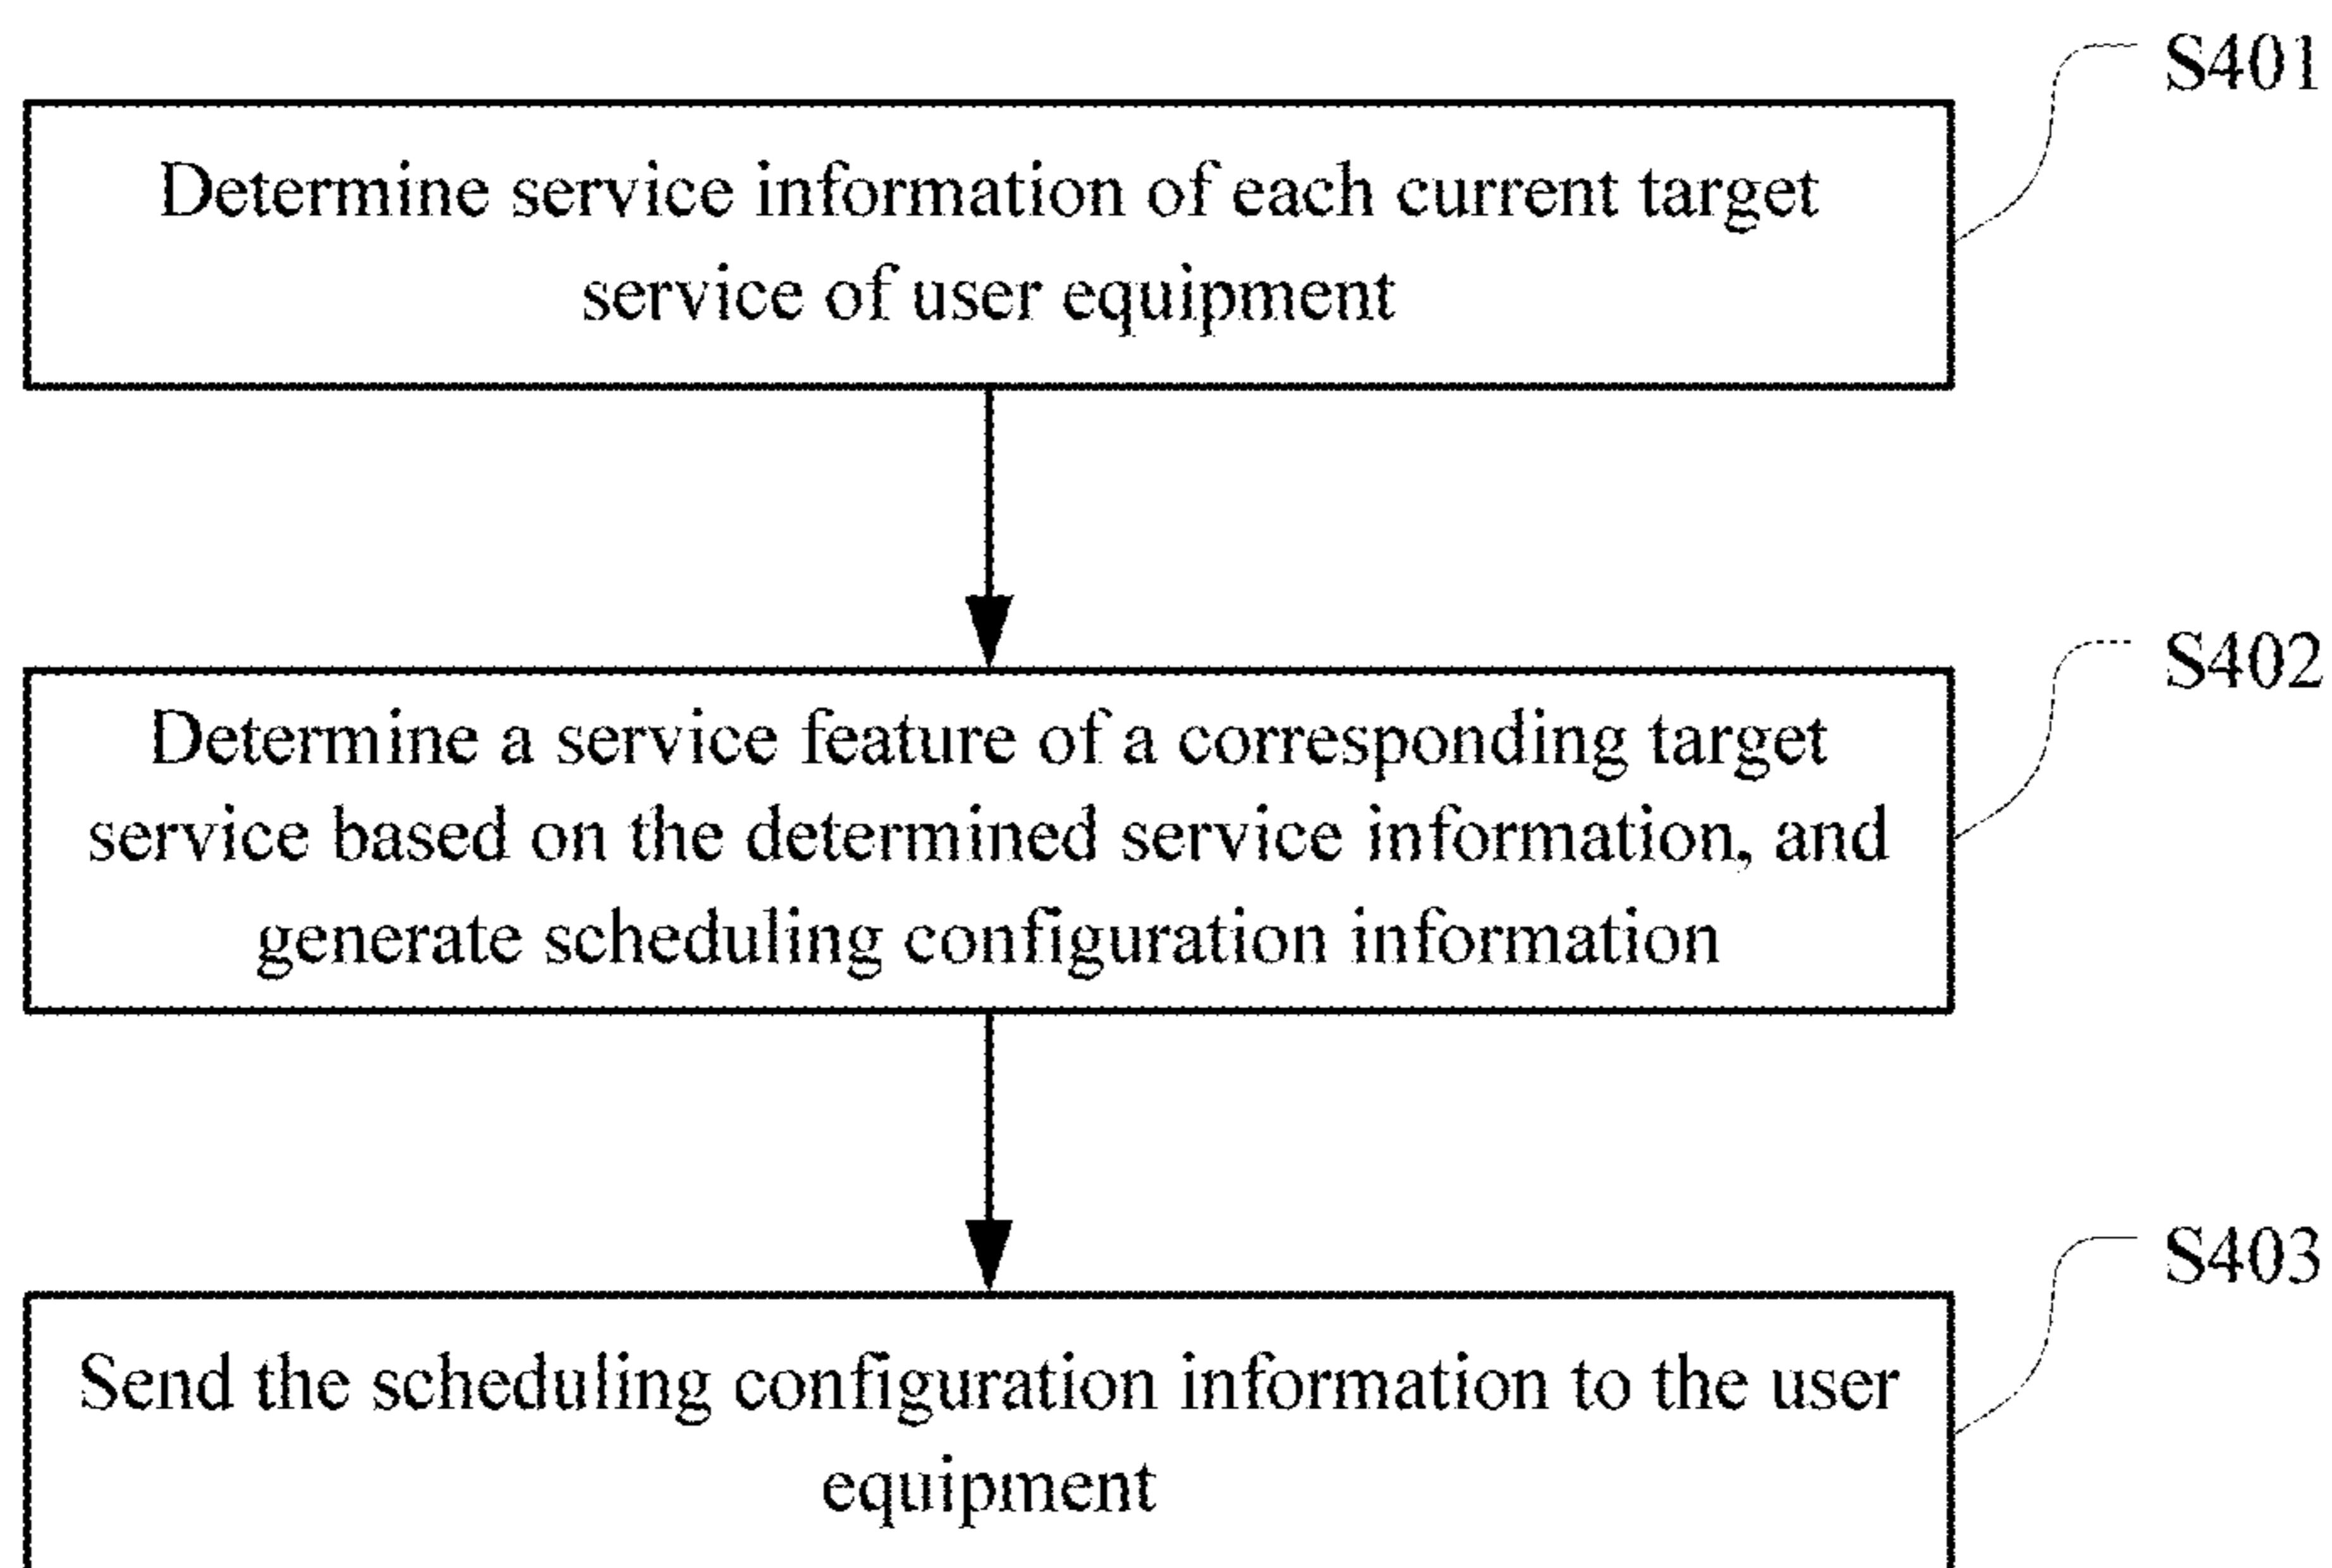 S401
Determine service information of each current target
service of user equipment
S402
Determine a service feature of a corresponding target
service based on the determined service information, and
generate scheduling configuration information
S403
Send the scheduling configuration information to the user
equipment